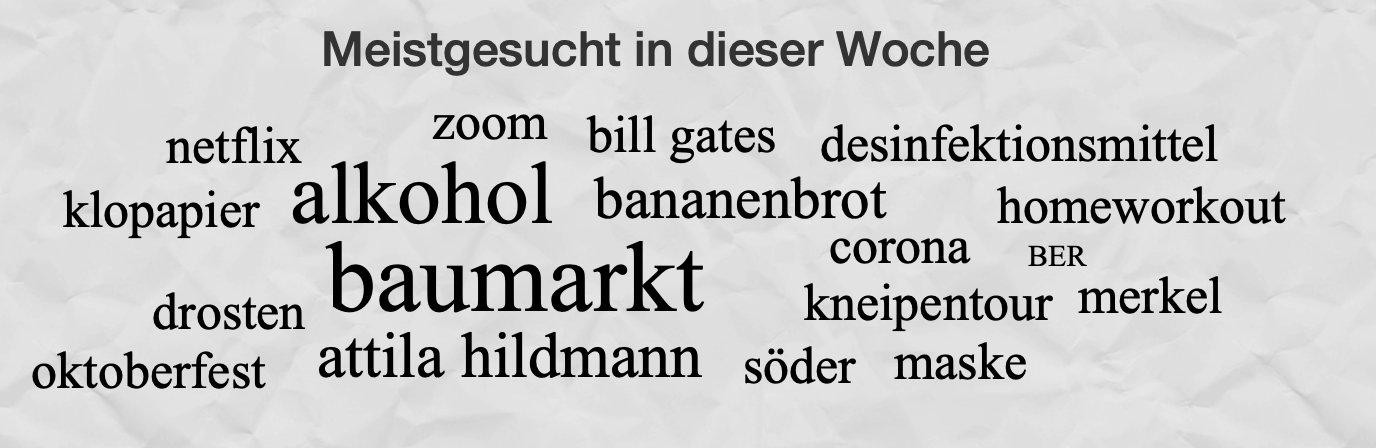 Meistgesucht in dieser Woche
netflix zoom bill gates desinfektionsmittel
klopapier alkohol bananenbrot homeworkout
baumarkt corona BER
drosten kneipentour merkel
oktoberfest attila hildmann söder maske